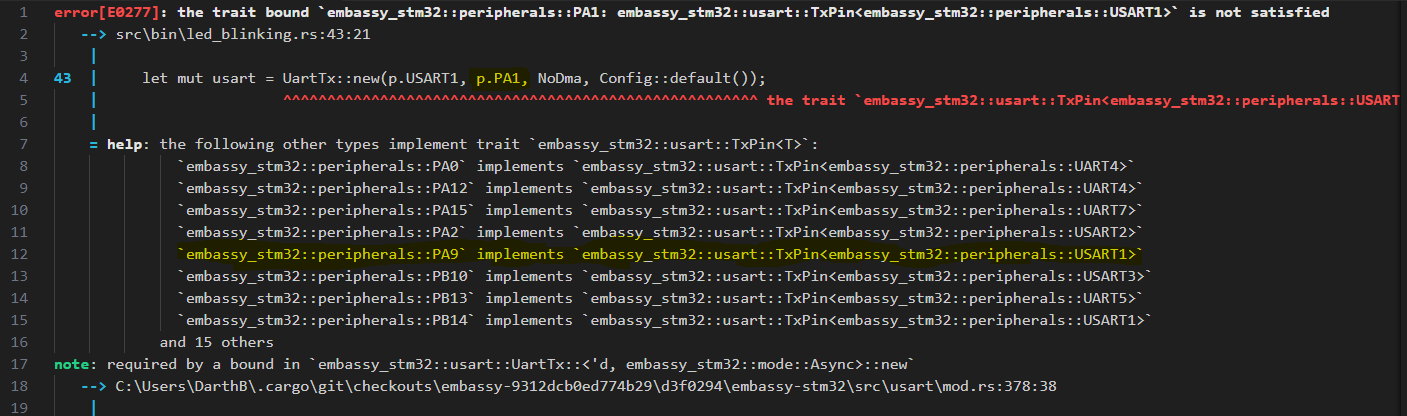 1 error[E0277]: the trait bound `embassy_stm32::peripherals::PA1: embassy_stm32::usart::TxPin<embassy_stm32::peripherals::USART1>` is not satisfied
2 --> src\bin\led_blinking.rs:43:21
3 |
4 43 | let mut usart = UartTx::new(p.USART1, p.PA1, NoDma, Config::default());
5 | ^^^^^^^^^^^^^^^^^^^^^^^^^^^^^^^^^^^^^^^^^^^^^^^^^^^^^^ the trait `embassy_stm32::usart::TxPin<embassy_stm32::peripherals::USART
6 |
7 = help: the following other types implement trait `embassy_stm32::usart::TxPin<T>`:
8 `embassy_stm32::peripherals::PA0` implements `embassy_stm32::usart::TxPin<embassy_stm32::peripherals::UART4>`
9 `embassy_stm32::peripherals::PA12` implements `embassy_stm32::usart::TxPin<embassy_stm32::peripherals::UART4>`
10 `embassy_stm32::peripherals::PA15` implements `embassy_stm32::usart::TxPin<embassy_stm32::peripherals::UART7>`
11 `embassy_stm32::peripherals::PA2` implements `embassy_stm32::usart::TxPin<embassy_stm32::peripherals::USART2>`
12 `embassy_stm32::peripherals::PA9` implements `embassy_stm32::usart::TxPin<embassy_stm32::peripherals::USART1>`
13 `embassy_stm32::peripherals::PB10` implements `embassy_stm32::usart::TxPin<embassy_stm32::peripherals::USART3>`
14 `embassy_stm32::peripherals::PB13` implements `embassy_stm32::usart::TxPin<embassy_stm32::peripherals::UART5>`
15 `embassy_stm32::peripherals::PB14` implements `embassy_stm32::usart::TxPin<embassy_stm32::peripherals::USART1>`
16 and 15 others
17 note: required by a bound in `embassy_stm32::usart::UartTx::<'d, embassy_stm32::mode::Async>::new`
18 --> C:\Users\DarthB\.cargo\git\checkouts\embassy-9312dcb0ed774b29\d3f0294\embassy-stm32\src\usart\mod.rs:378:38
19 |